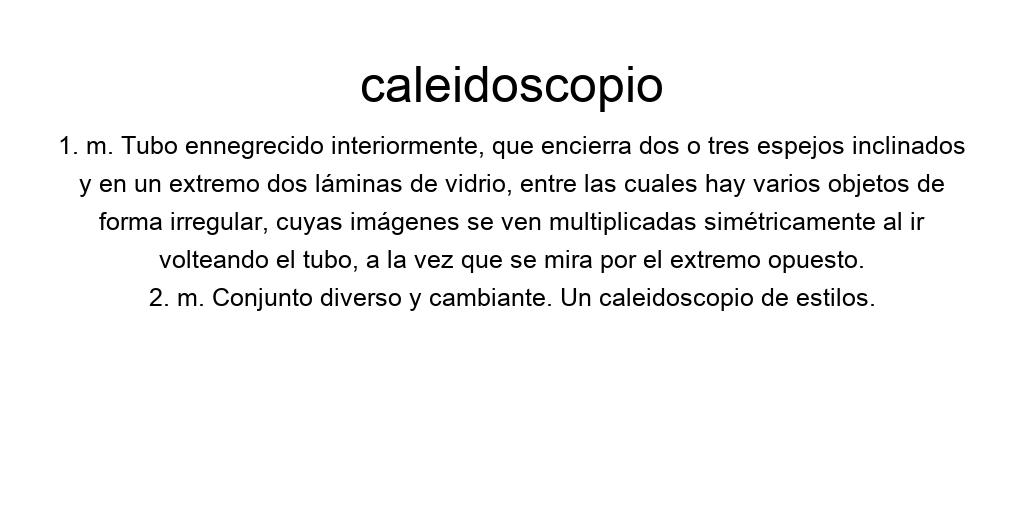 caleidoscopio
1. m. Tubo ennegrecido interiormente, que encierra dos o tres espejos inclinados
y en un extremo dos láminas de vidrio, entre las cuales hay varios objetos de
forma irregular, cuyas imágenes se ven multiplicadas simétricamente al ir
volteando el tubo, a la vez que se mira por el extremo opuesto.
2. m. Conjunto diverso y cambiante. Un caleidoscopio de estilos.